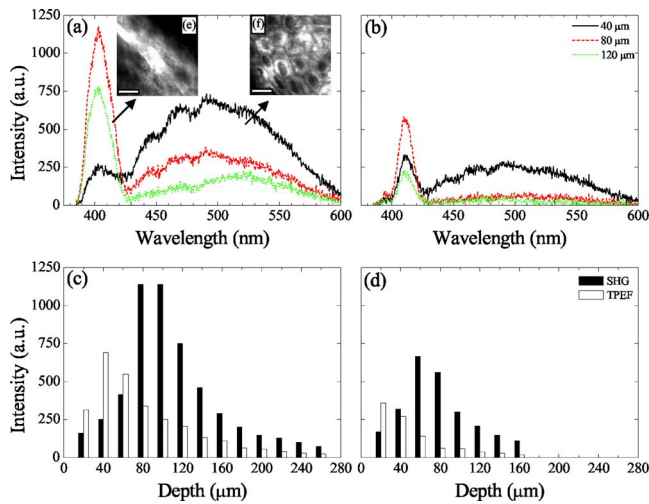 1250
1000
750
500
250
0
Intensity (a.u.)
(a)
(e)
(f)
400 450 500 550 600
Wavelength (nm)
(b)
40 μm
80 μm
120 μm
400 450 500 550 600
Wavelength (nm)
1250
1000
750
500
250
0
Intensity (a.u.)
(c)
0 40 80 120 160 200 240 280
Depth (μm)
(d)
SHG
TPEF
0 40 80 120 160 200 240 280
Depth (μm)